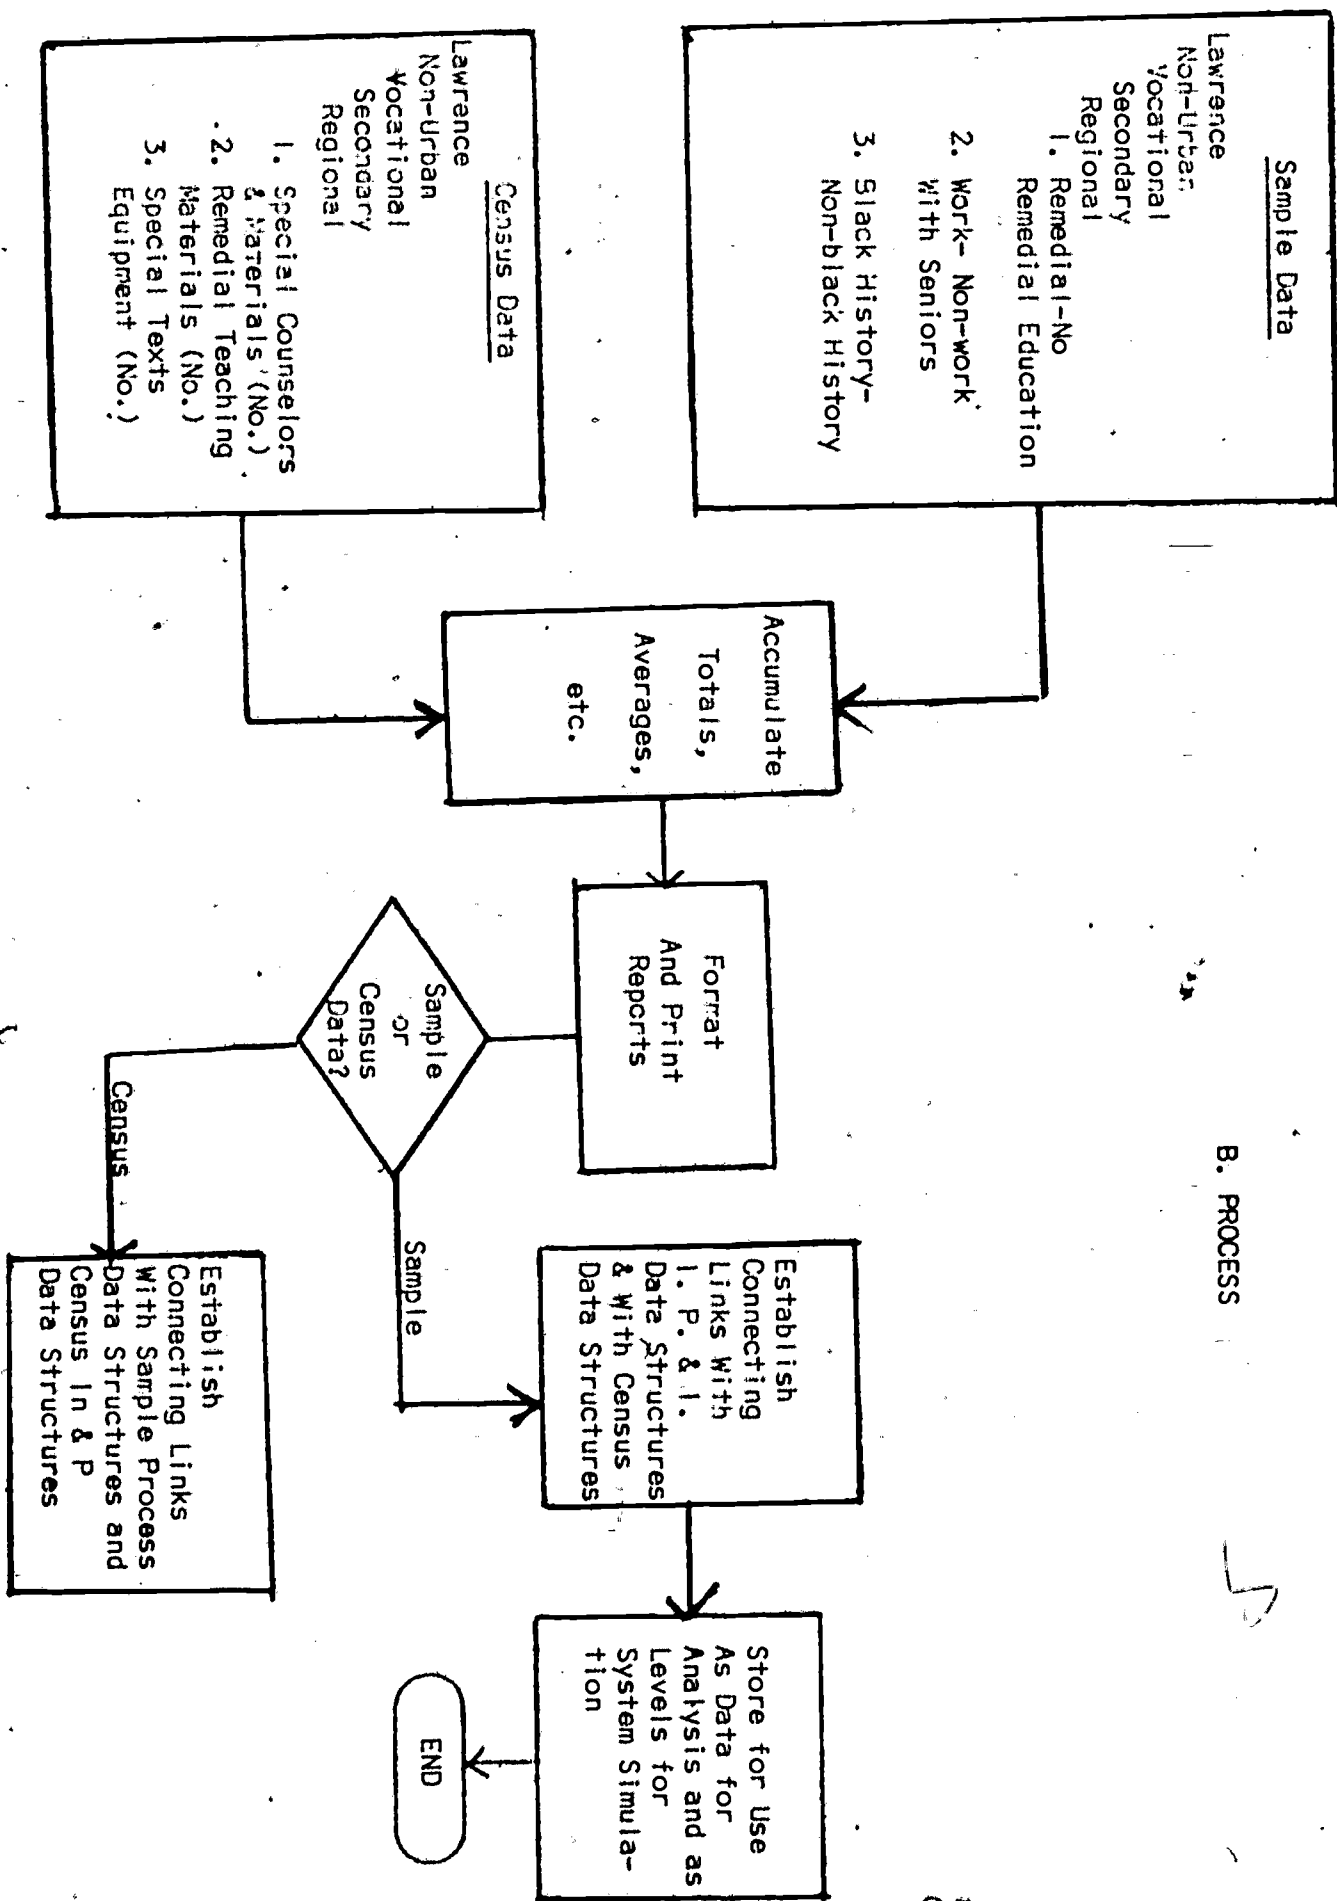 B. PROCESS
Sample Data
Lawrence
Non-Urban
Vocational
Secondary
Regional
1. Remedial-No
Remedial Education
2. Work- Non-work
With Seniors
3. Black History-
Non-black History
Census Data
Lawrence
Non-Urban
Vocational
Secondary
Regional
1. Special Counselors
& Materials (No.)
2. Remedial Teaching
Materials (No.)
3. Special Texts
Equipment (No.)
Accumulate
Totals,
Averages,
etc.
Format
And Print
Reports
Sample
or
Census
Data?
Sample
Census
Establish
Connecting
Links With
I. P. & I.
Data Structures
& With Census
Data Structures
Establish
Connecting Links
With Sample Process
Data Structures and
Census In & P
Data Structures
Store for Use
As Data for
Analysis and as
Levels for
System Simula-
tion
END